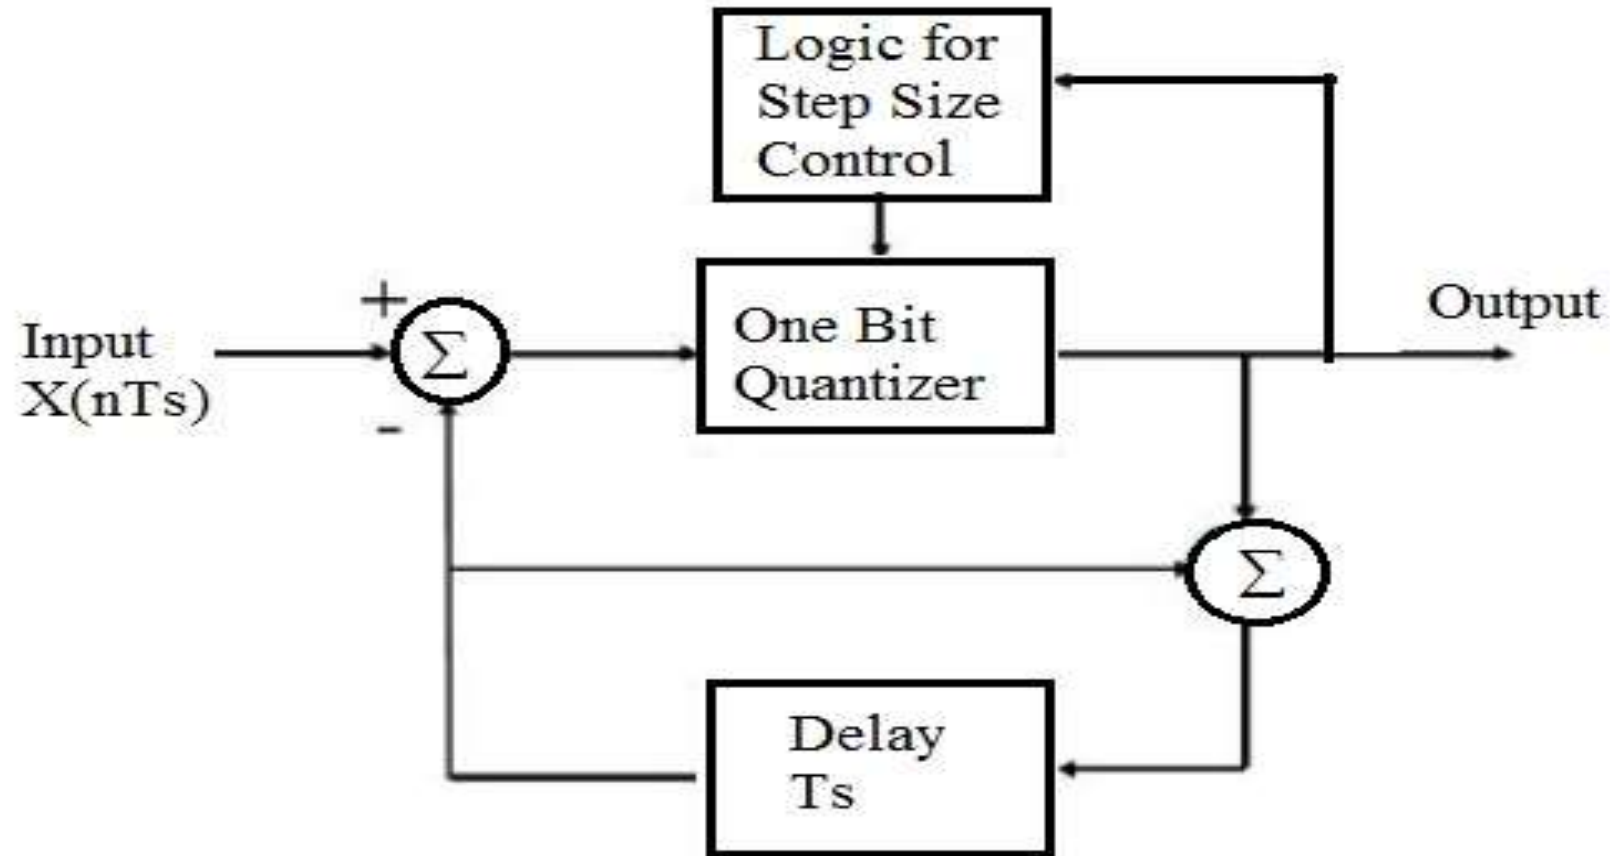 Logic for
Step Size
Control
+
Input
X(nTs)
Σ
-
One Bit
Quantizer
Output
Σ
Delay
Ts